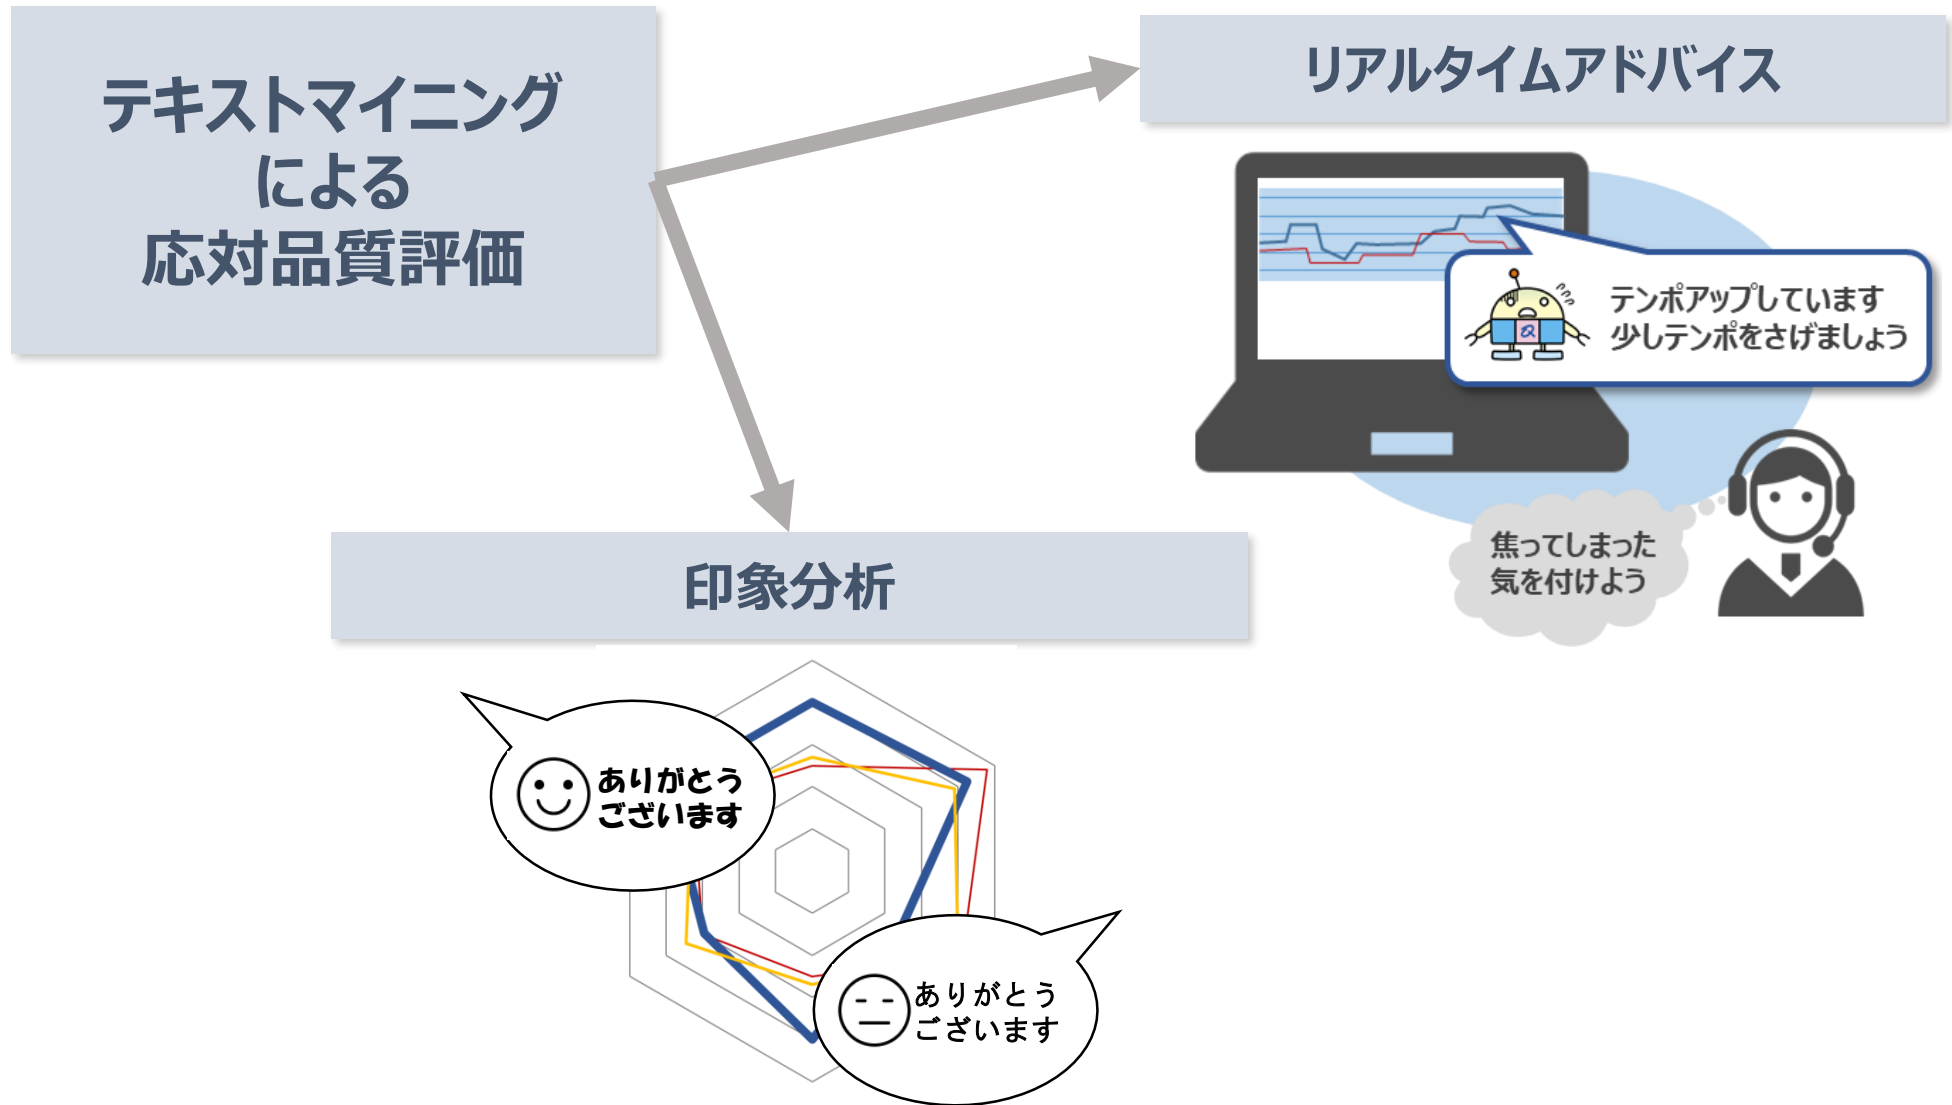 テキストマイニング
による
応対品質評価
リアルタイムアドバイス
テンポアップしています
少しテンポをさげましょう
焦ってしまった
気を付けよう
印象分析
ありがとう
ございます
ありがとう
ございます